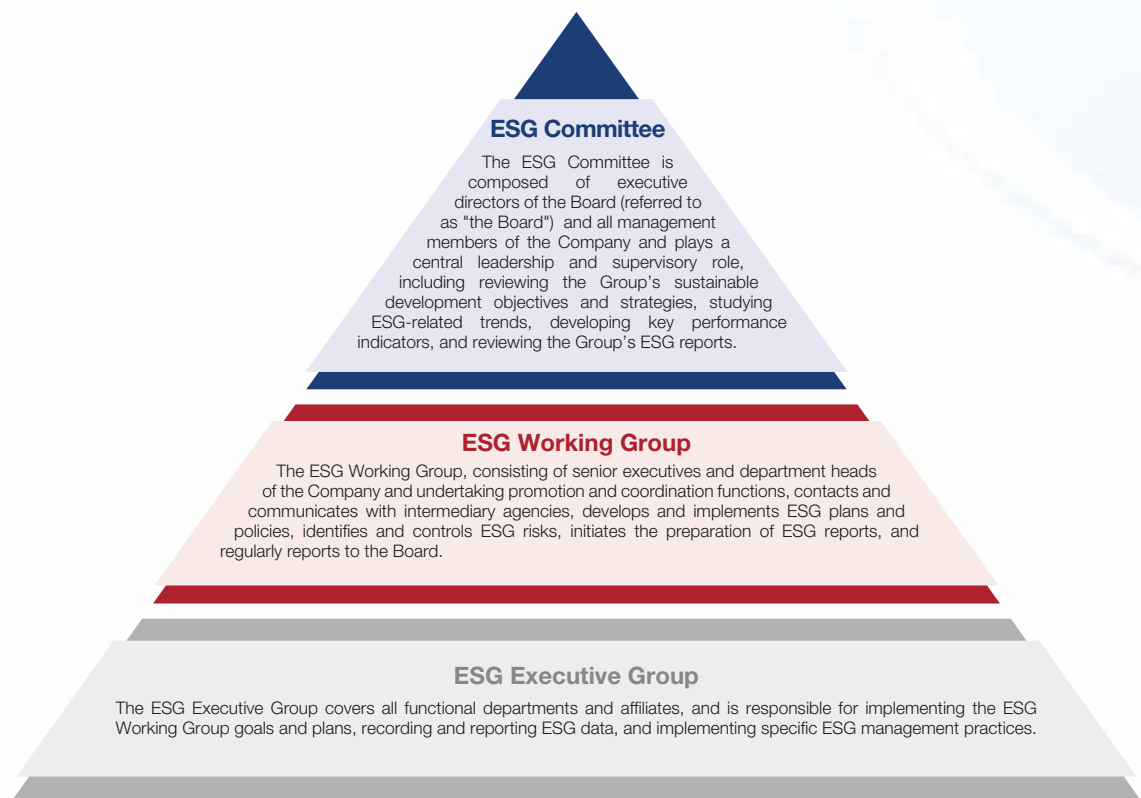 ESG Committee
The ESG Committee is
composed of executive
directors of the Board (referred to
as "the Board") and all management
members of the Company and plays a
central leadership and supervisory role,
including reviewing the Group's sustainable
development objectives and strategies, studying
ESG-related trends, developing key performance
indicators, and reviewing the Group's ESG reports.
ESG Working Group
The ESG Working Group, consisting of senior executives and department heads
of the Company and undertaking promotion and coordination functions, contacts and
communicates with intermediary agencies, develops and implements ESG plans and
policies, identifies and controls ESG risks, initiates the preparation of ESG reports, and
regularly reports to the Board.
ESG Executive Group
The ESG Executive Group covers all functional departments and affiliates, and is responsible for implementing the ESG
Working Group goals and plans, recording and reporting ESG data, and implementing specific ESG management practices.